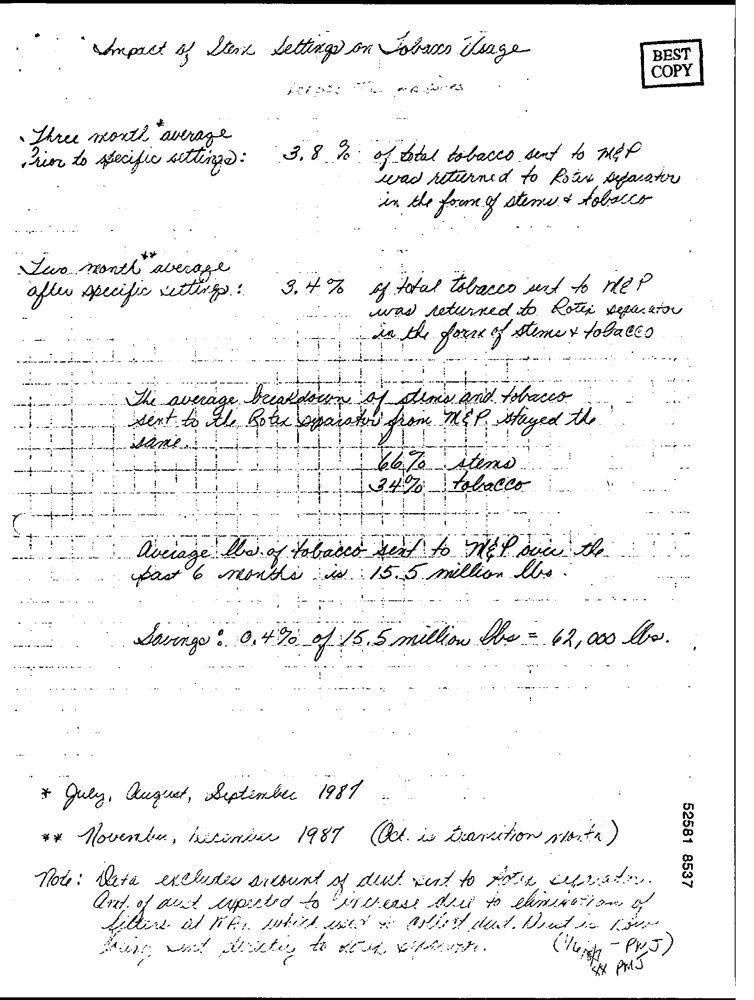 Impact of Stem Settings on Tobacco Usage
BEST
COPY
Three month* average
Prior to specific settings: 3.8 % of total tobacco sent to M&P
was returned to Rotex separator
in the form of stems & tobacco
Two month** average
after specific settings: 3.4 % of total tobacco sent to M&P
was returned to Rotex separator
in the form of stems & tobacco
The average breakdown of stems and tobacco
sent to the Rotex separator from M&P stayed the
same.
66% stems
34% tobacco
Average lbs. of tobacco sent to M&P over the
past 6 months is 15.5 million lbs.
Savings: 0.4% of 15.5 million lbs = 62,000 lbs.
* July, August, September 1987
** November, December 1987 (Oct. is transition month)
Note: Data excludes amount of dust sent to Rotex separator.
Amt. of dust expected to increase due to elimination of
filters at which used to collect dust. Dust is now
being sent directly to rotex separator. - PMJ)
PMJ
52581 8537